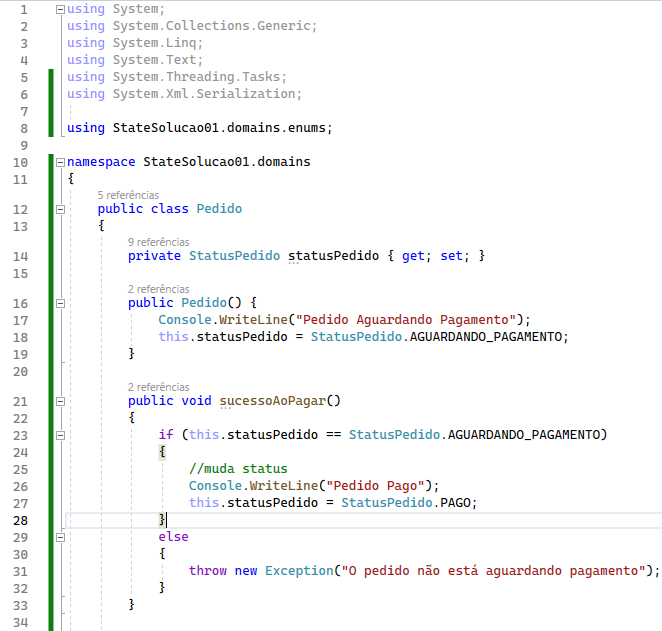 1 using System;
2 using System.Collections.Generic;
3 using System.Linq;
4 using System.Text;
5 using System.Threading.Tasks;
6 using System.Xml.Serialization;
7
8 using StateSolucao01.domains.enums;
9
10 namespace StateSolucao01.domains
11 {
5 referências
12 public class Pedido
13 {
9 referências
14 private StatusPedido statusPedido { get; set; }
15
2 referências
16 public Pedido() {
17 Console.WriteLine("Pedido Aguardando Pagamento");
18 this.statusPedido = StatusPedido.AGUARDANDO_PAGAMENTO;
19 }
20
2 referências
21 public void sucessoAoPagar()
22 {
23 if (this.statusPedido == StatusPedido.AGUARDANDO_PAGAMENTO)
24 {
25 //muda status
26 Console.WriteLine("Pedido Pago");
27 this.statusPedido = StatusPedido.PAGO;
28 }
29 else
30 {
31 throw new Exception("O pedido não está aguardando pagamento");
32 }
33 }
34